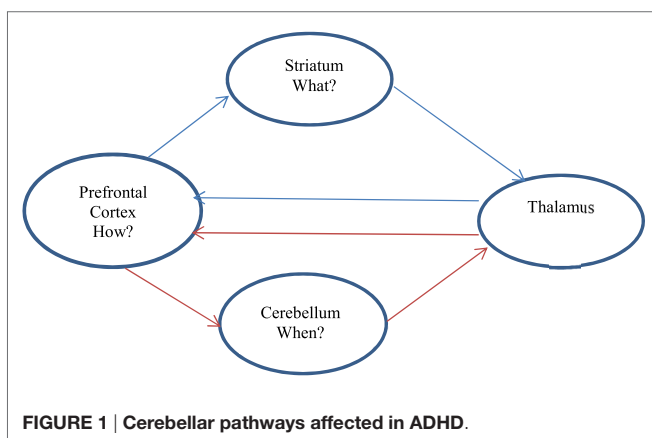 Striatum
What?
Prefrontal
Cortex
How?
Thalamus
Cerebellum
When?
FIGURE 1 | Cerebellar pathways affected in ADHD.